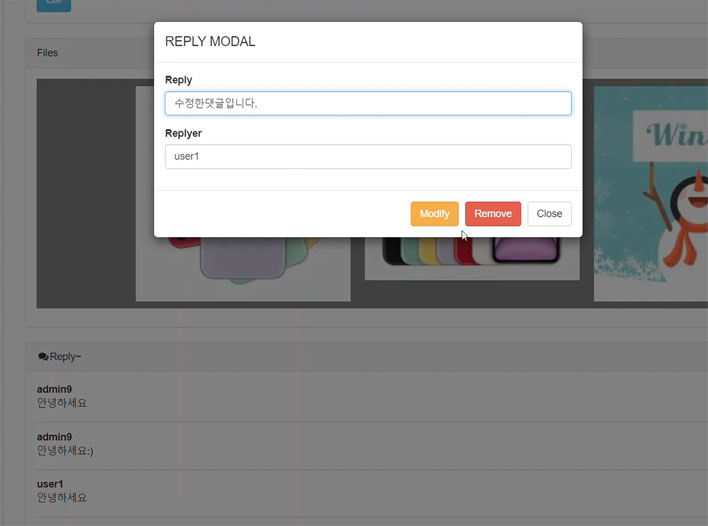 List
REPLY MODAL
Files
Reply
수정한댓글입니다.
Replyer
user1
Modify
Remove
Close
Reply~
admin9
안녕하세요
admin9
안녕하세요:)
user1
안녕하세요